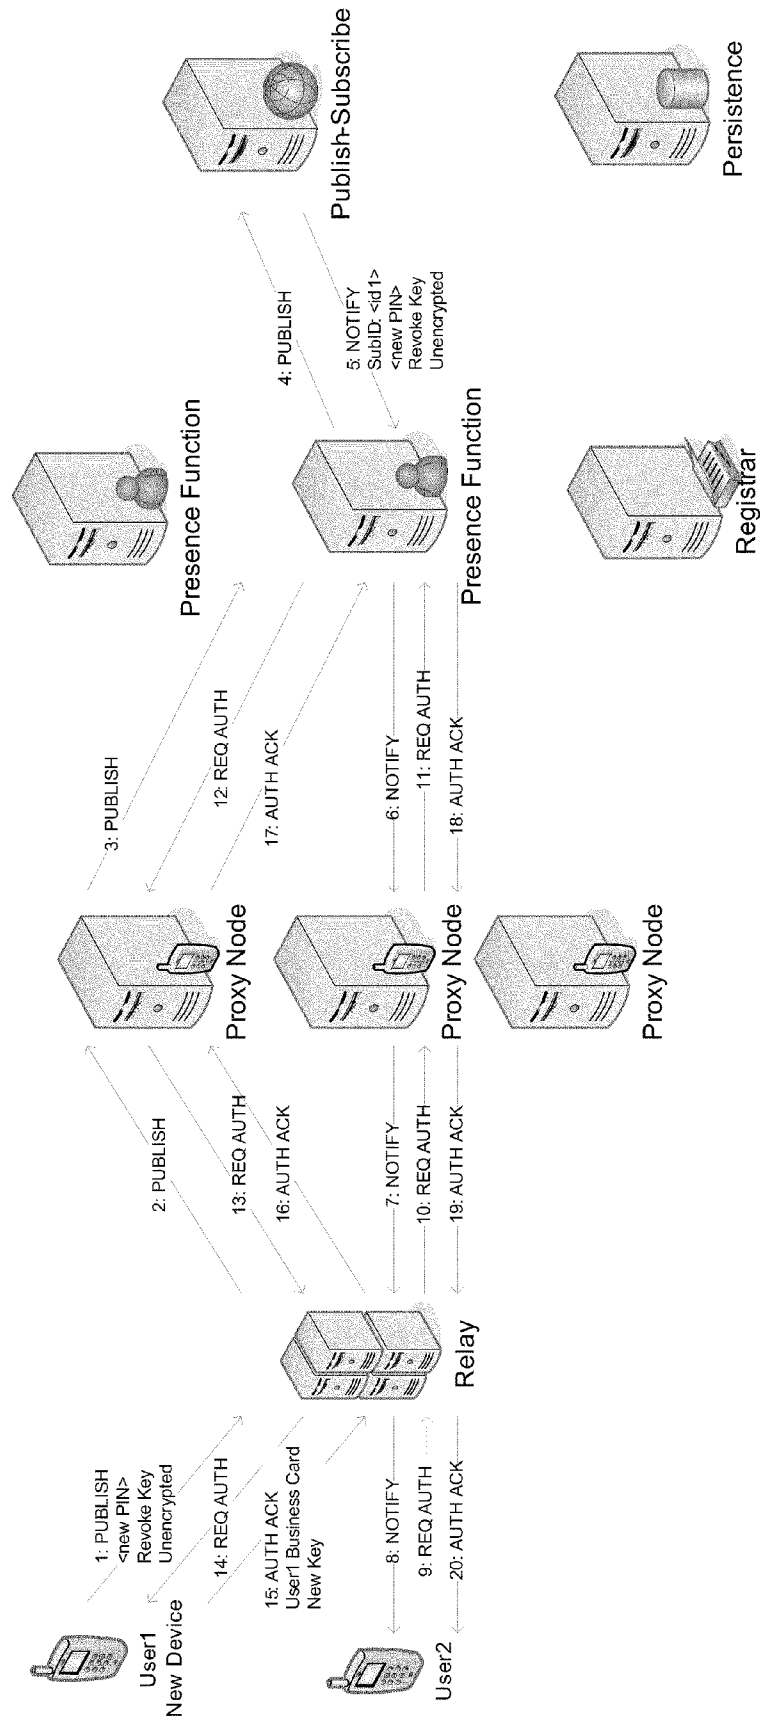 User1
New Device
User2
1: PUBLISH
<new PIN>
Revoke Key
Unencrypted
14: REQ AUTH
15: AUTH ACK
User1 Business Card
New Key
8: NOTIFY
9: REQ AUTH
20: AUTH ACK
Relay
2: PUBLISH
13: REQ AUTH
16: AUTH ACK
7: NOTIFY
10: REQ AUTH
19: AUTH ACK
Proxy Node
Proxy Node
Proxy Node
3: PUBLISH
12: REQ AUTH
17: AUTH ACK
6: NOTIFY
11: REQ AUTH
18: AUTH ACK
Presence Function
Presence Function
Registrar
4: PUBLISH
5: NOTIFY
SubID: <id1>
<new PIN>
Revoke Key
Unencrypted
Publish-Subscribe
Persistence